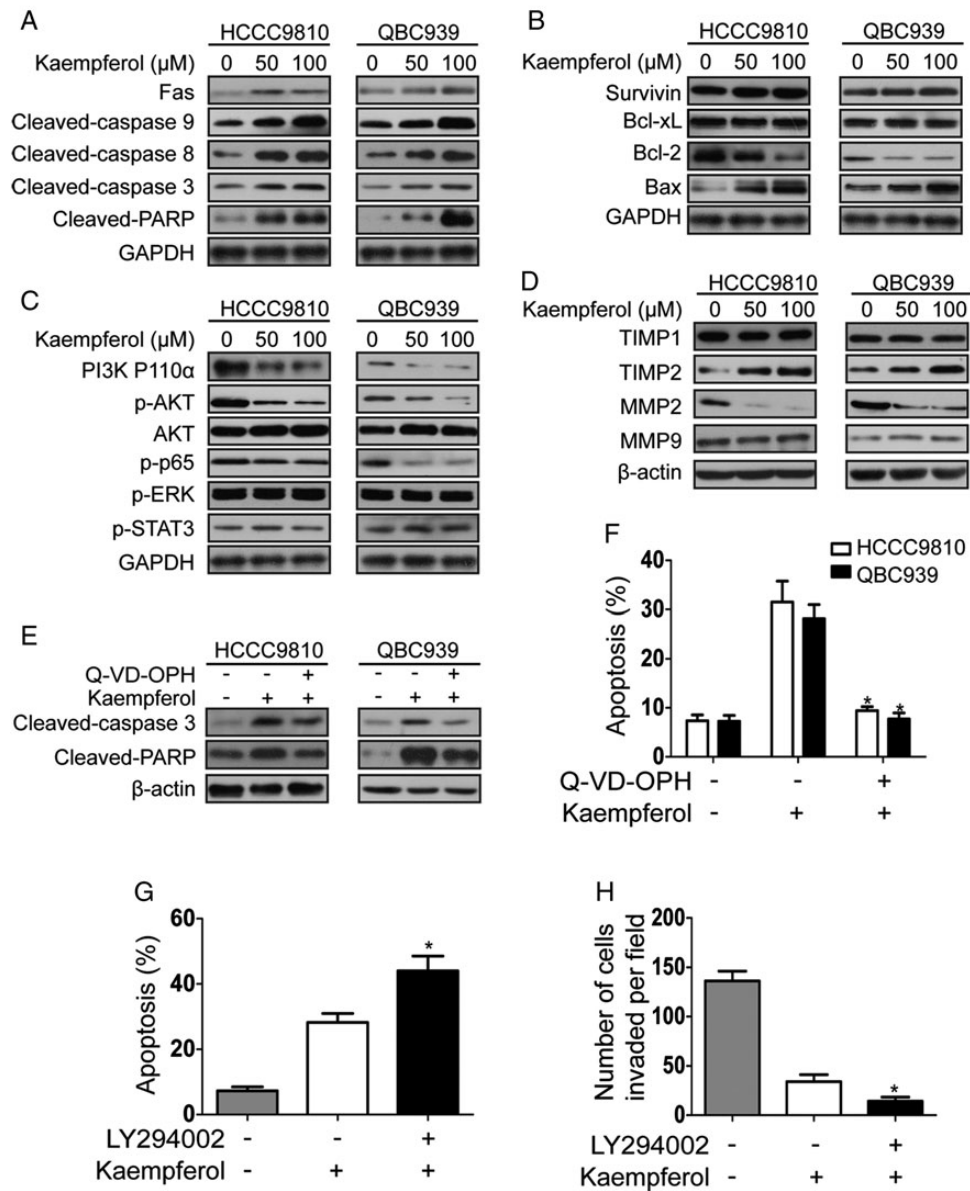 A
HCCC9810 QBC939
Kaempferol (μM) 0 50 100 0 50 100
Fas
Cleaved-caspase 9
Cleaved-caspase 8
Cleaved-caspase 3
Cleaved-PARP
GAPDH
B
HCCC9810 QBC939
Kaempferol (μM) 0 50 100 0 50 100
Survivin
Bcl-xL
Bcl-2
Bax
GAPDH
C
HCCC9810 QBC939
Kaempferol (μM) 0 50 100 0 50 100
PI3K P110α
p-AKT
AKT
p-p65
p-ERK
p-STAT3
GAPDH
D
HCCC9810 QBC939
Kaempferol (μM) 0 50 100 0 50 100
TIMP1
TIMP2
MMP2
MMP9
β-actin
E
HCCC9810 QBC939
Q-VD-OPH - - + - - +
Kaempferol - + + - + +
Cleaved-caspase 3
Cleaved-PARP
β-actin
F
HCCC9810
QBC939
Apoptosis (%)
40
30
20
10
0
* *
Q-VD-OPH - - +
Kaempferol - + +
G
Apoptosis (%)
60
40
20
0
*
LY294002 - - +
Kaempferol - + +
H
Number of cells
invaded per field
200
150
100
50
0
*
LY294002 - - +
Kaempferol - + +